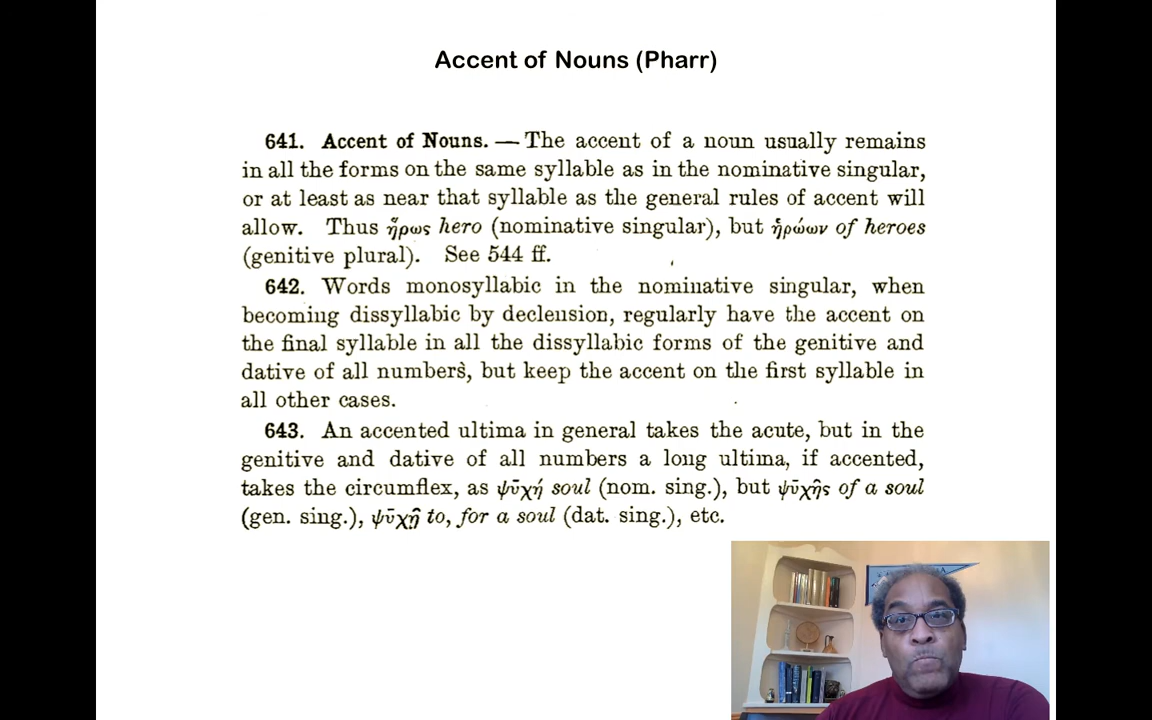 Accent of Nouns (Pharr)
641. Accent of Nouns. — The accent of a noun usually remains
in all the forms on the same syllable as in the nominative singular,
or at least as near that syllable as the general rules of accent will
allow. Thus ἥρως hero (nominative singular), but ἡρώων of heroes
(genitive plural). See 544 ff.
642. Words monosyllabic in the nominative singular, when
becoming dissyllabic by declension, regularly have the accent on
the final syllable in all the dissyllabic forms of the genitive and
dative of all numbers, but keep the accent on the first syllable in
all other cases.
643. An accented ultima in general takes the acute, but in the
genitive and dative of all numbers a long ultima, if accented,
takes the circumflex, as ψῡχή soul (nom. sing.), but ψῡχῆς of a soul
(gen. sing.), ψῡχῇ to, for a soul (dat. sing.), etc.